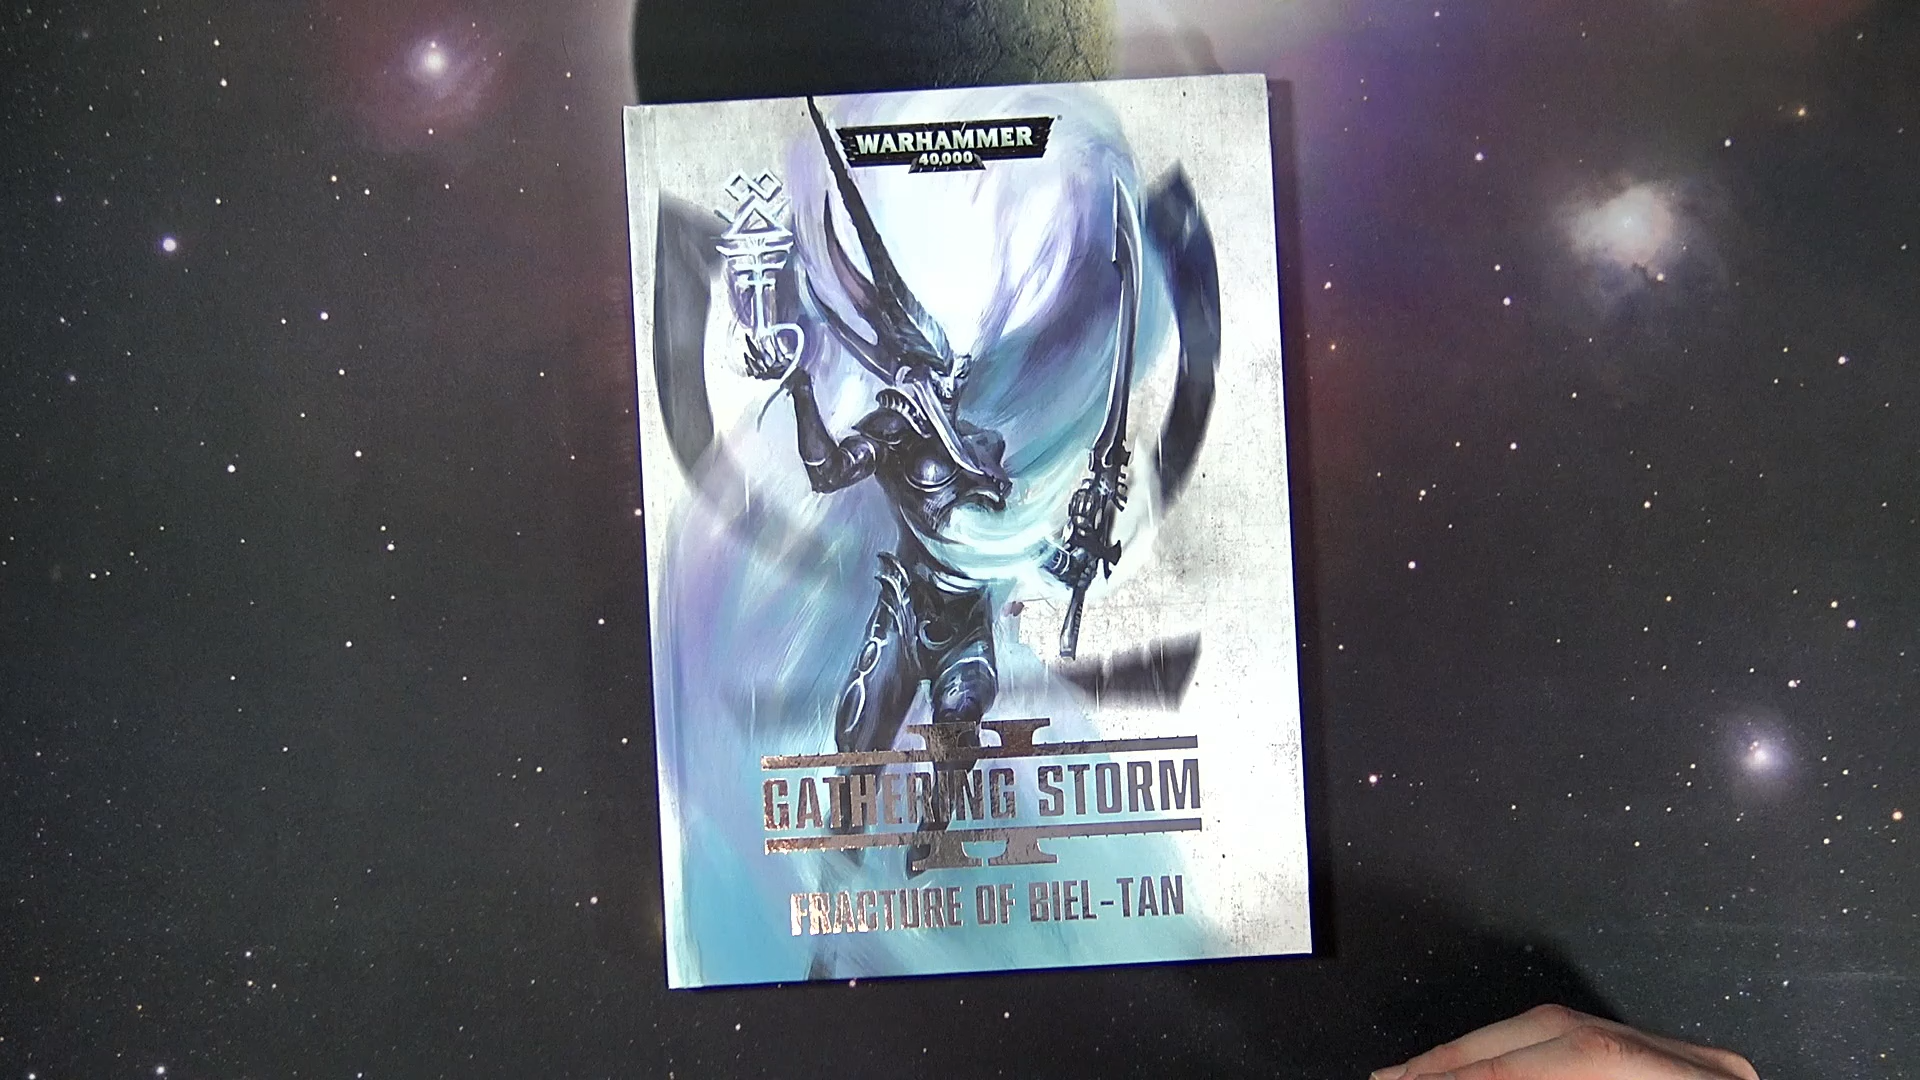 WARHAMMER
40,000
II
GATHERING STORM
FRACTURE OF BIEL-TAN